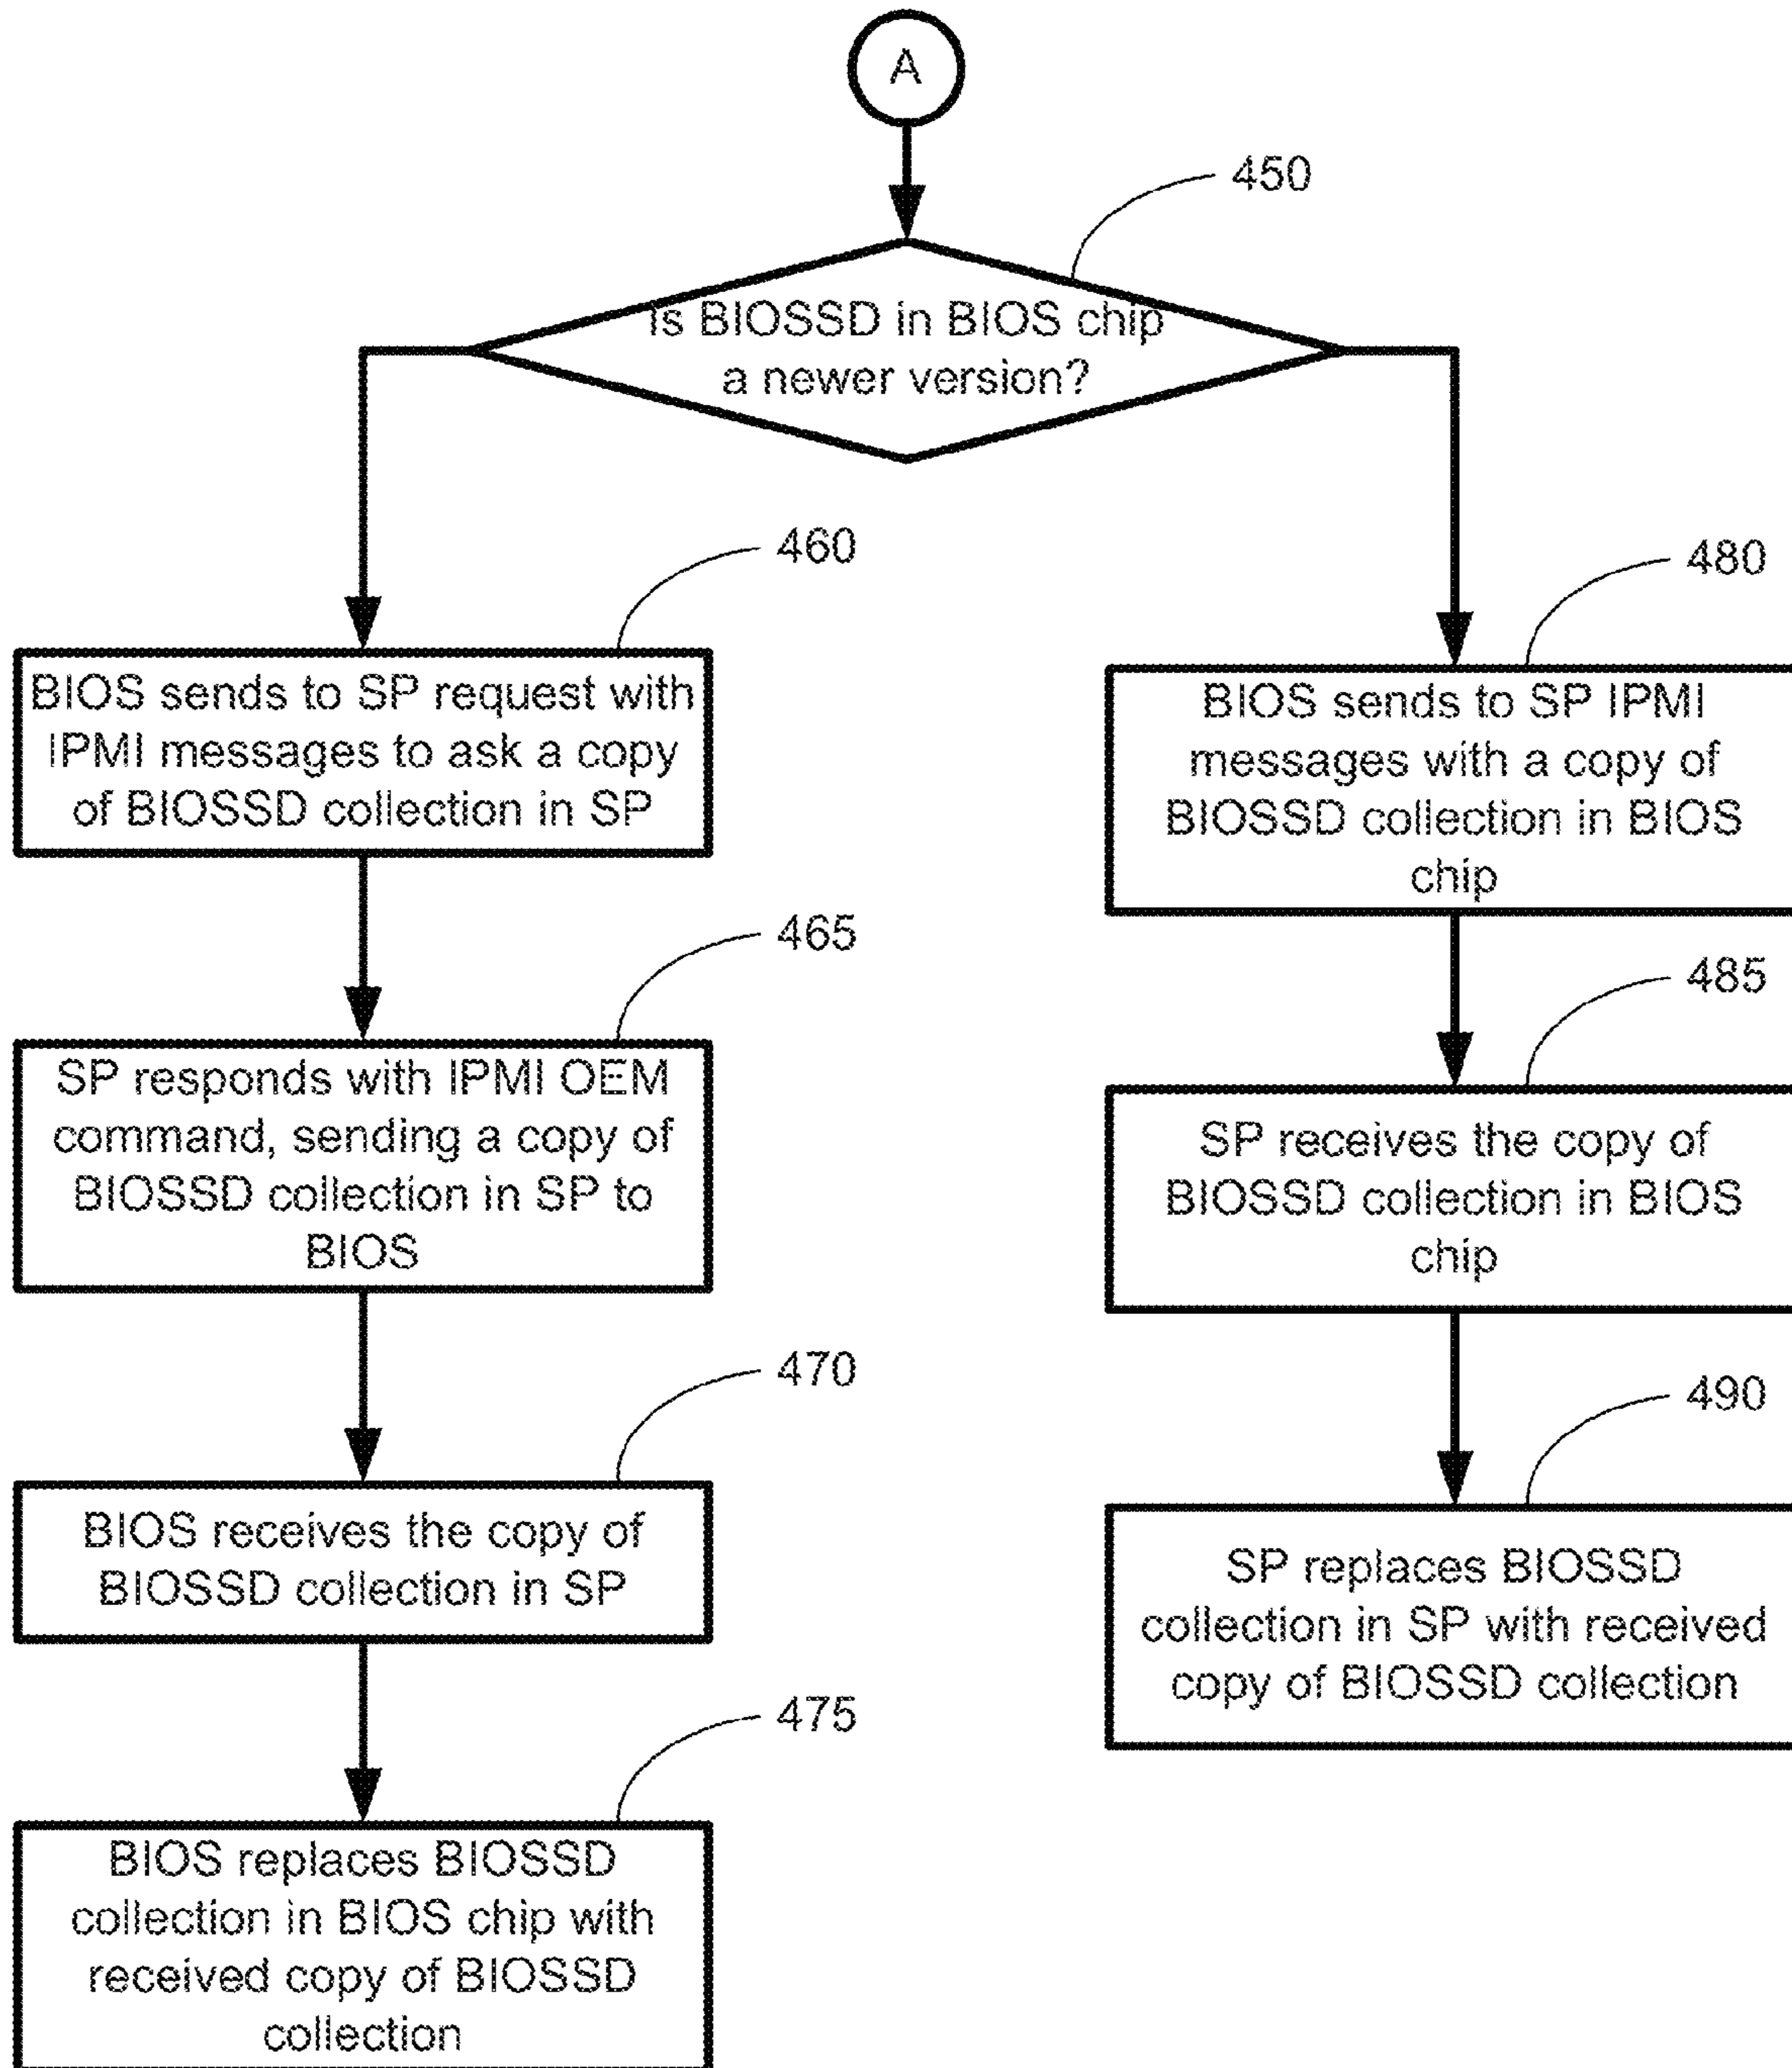 A
450
Is BIOSSD in BIOS chip
a newer version?
460
BIOS sends to SP request with
IPMI messages to ask a copy
of BIOSSD collection in SP
465
SP responds with IPMI OEM
command, sending a copy of
BIOSSD collection in SP to
BIOS
470
BIOS receives the copy of
BIOSSD collection in SP
475
BIOS replaces BIOSSD
collection in BIOS chip with
received copy of BIOSSD
collection
480
BIOS sends to SP IPMI
messages with a copy of
BIOSSD collection in BIOS
chip
485
SP receives the copy of
BIOSSD collection in BIOS
chip
490
SP replaces BIOSSD
collection in SP with received
copy of BIOSSD collection